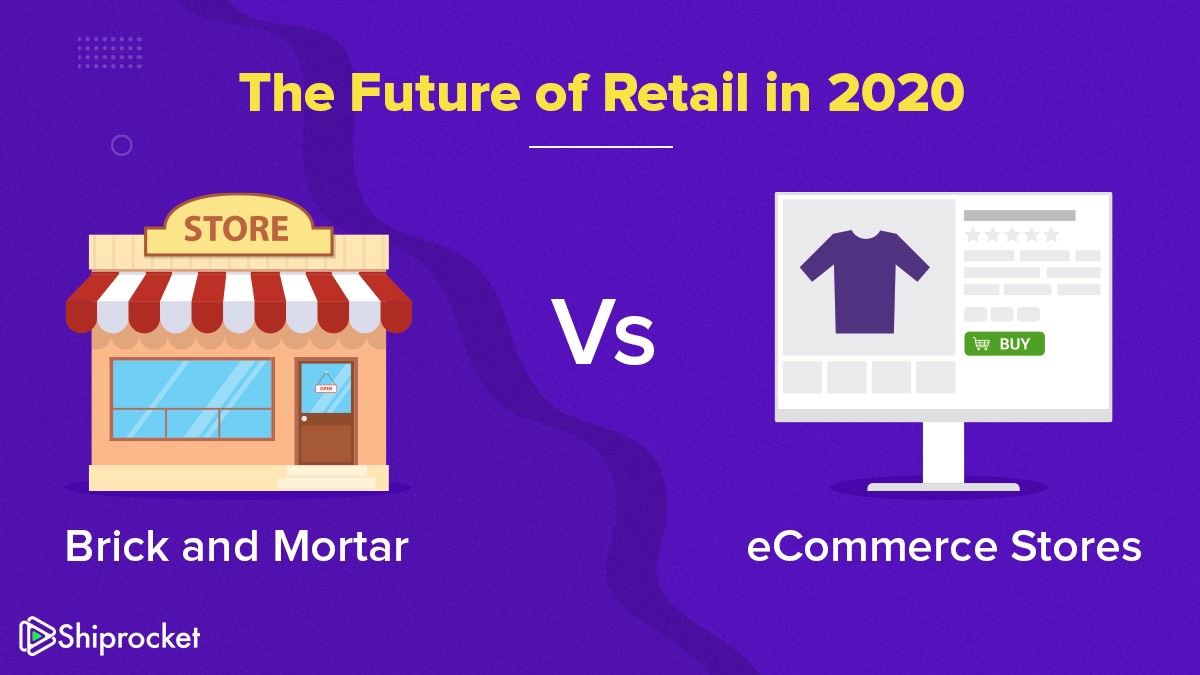 The Future of Retail in 2020
STORE
OPEN
Vs
BUY
Brick and Mortar
eCommerce Stores
Shiprocket